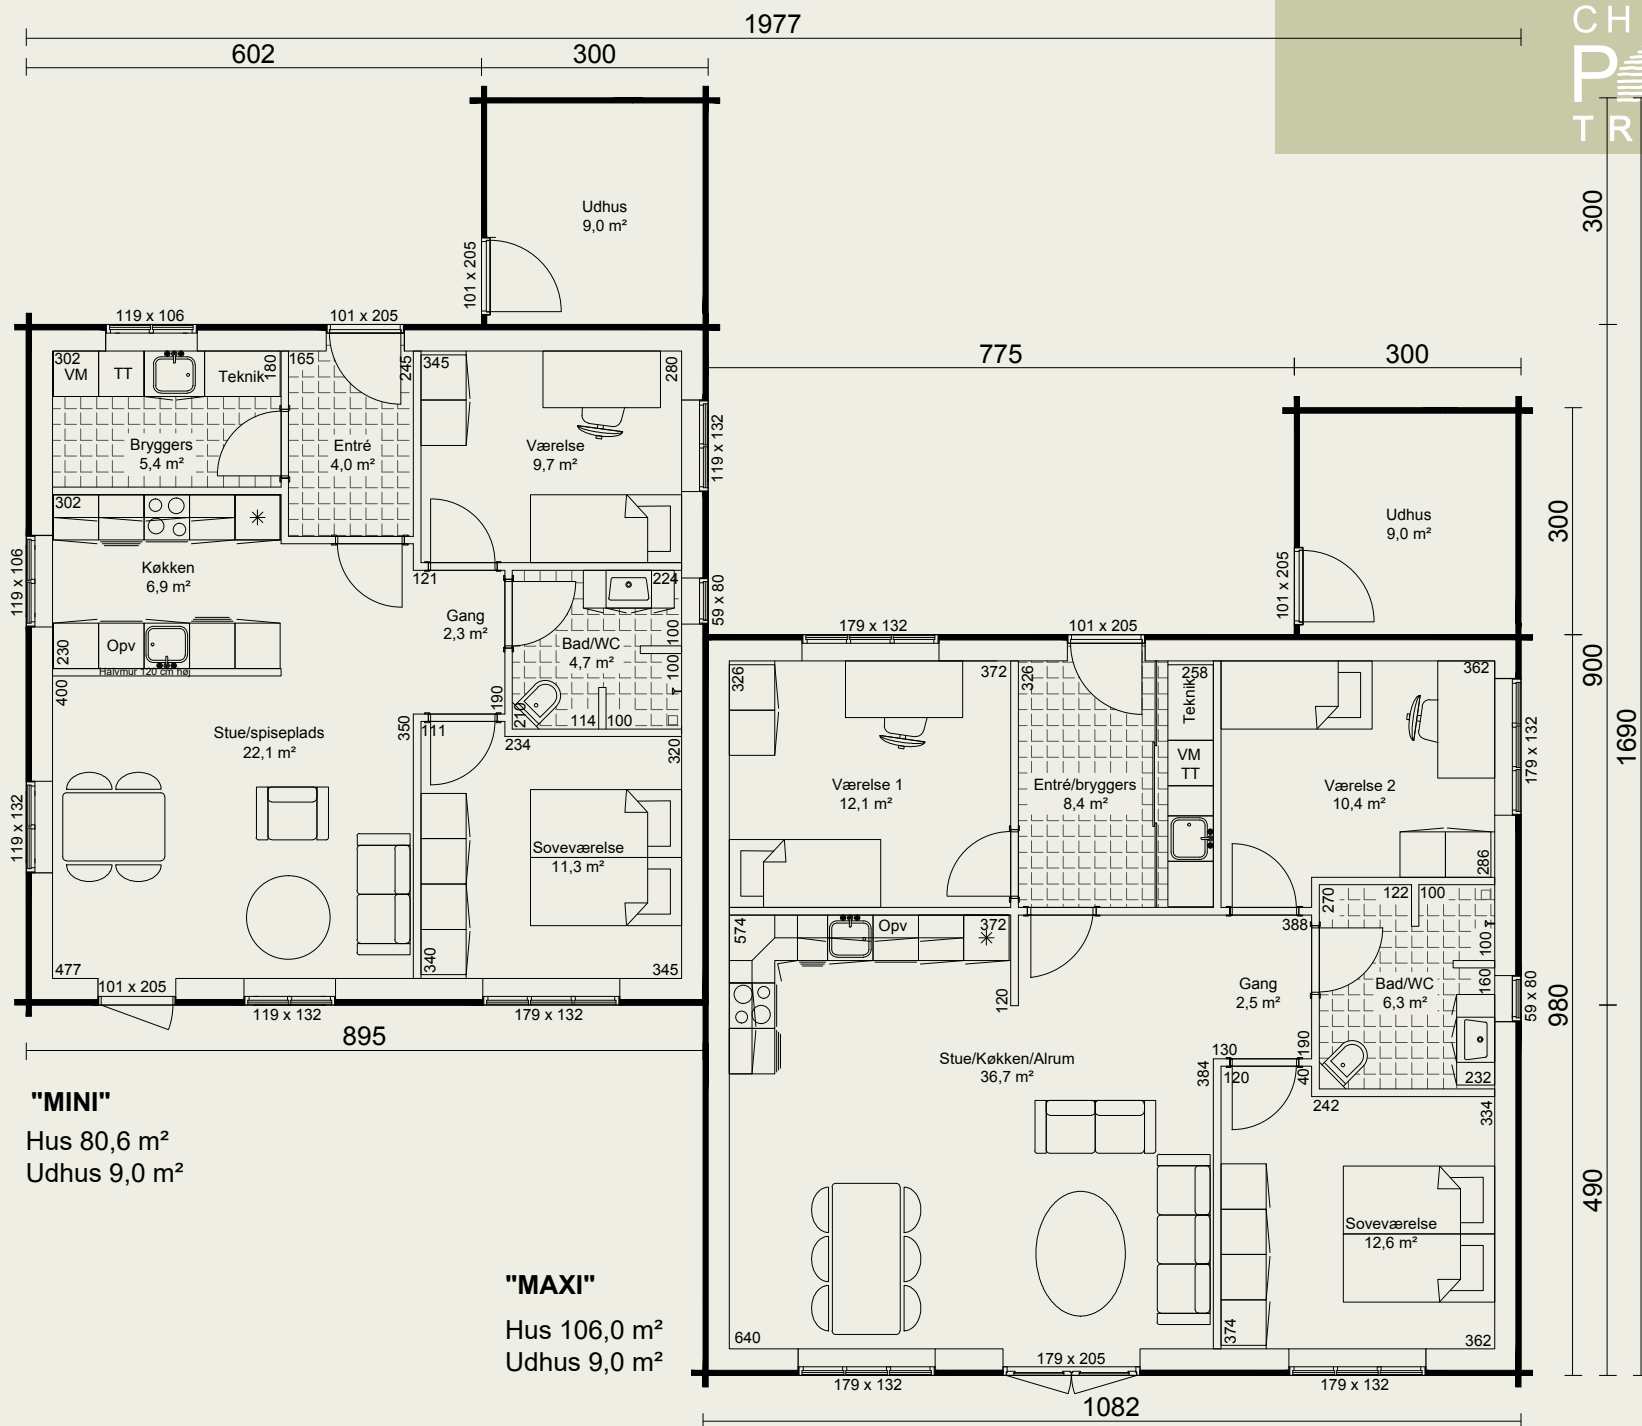 CH
P
TR
1977
602
300
300
Udhus
9,0 m²
101 x 205
119 x 106
101 x 205
302
VM
TT
Teknik
180
165
245
345
280
Bryggers
5,4 m²
Entré
4,0 m²
Værelse
9,7 m²
119 x 132
775
300
302
Køkken
6,9 m²
119 x 106
121
224
59 x 80
Gang
2,3 m²
Bad/WC
4,7 m²
100
100
230
Opv
Halvmur 120 cm høj
400
190
210
114
100
350
111
234
320
Stue/spiseplads
22,1 m²
119 x 132
Soveværelse
11,3 m²
340
477
345
101 x 205
119 x 132
179 x 132
895
Udhus
9,0 m²
101 x 205
300
900
1690
980
490
179 x 132
101 x 205
326
372
326
258
Teknik
362
VM
TT
Værelse 1
12,1 m²
Entré/bryggers
8,4 m²
Værelse 2
10,4 m²
179 x 132
286
574
Opv
372
388
270
122
100
100
160
120
Gang
2,5 m²
Bad/WC
6,3 m²
59 x 80
Stue/Køkken/Alrum
36,7 m²
130
190
384
120
40
232
242
334
Soveværelse
12,6 m²
640
374
362
179 x 132
179 x 205
179 x 132
1082
"MINI"
Hus 80,6 m²
Udhus 9,0 m²
"MAXI"
Hus 106,0 m²
Udhus 9,0 m²